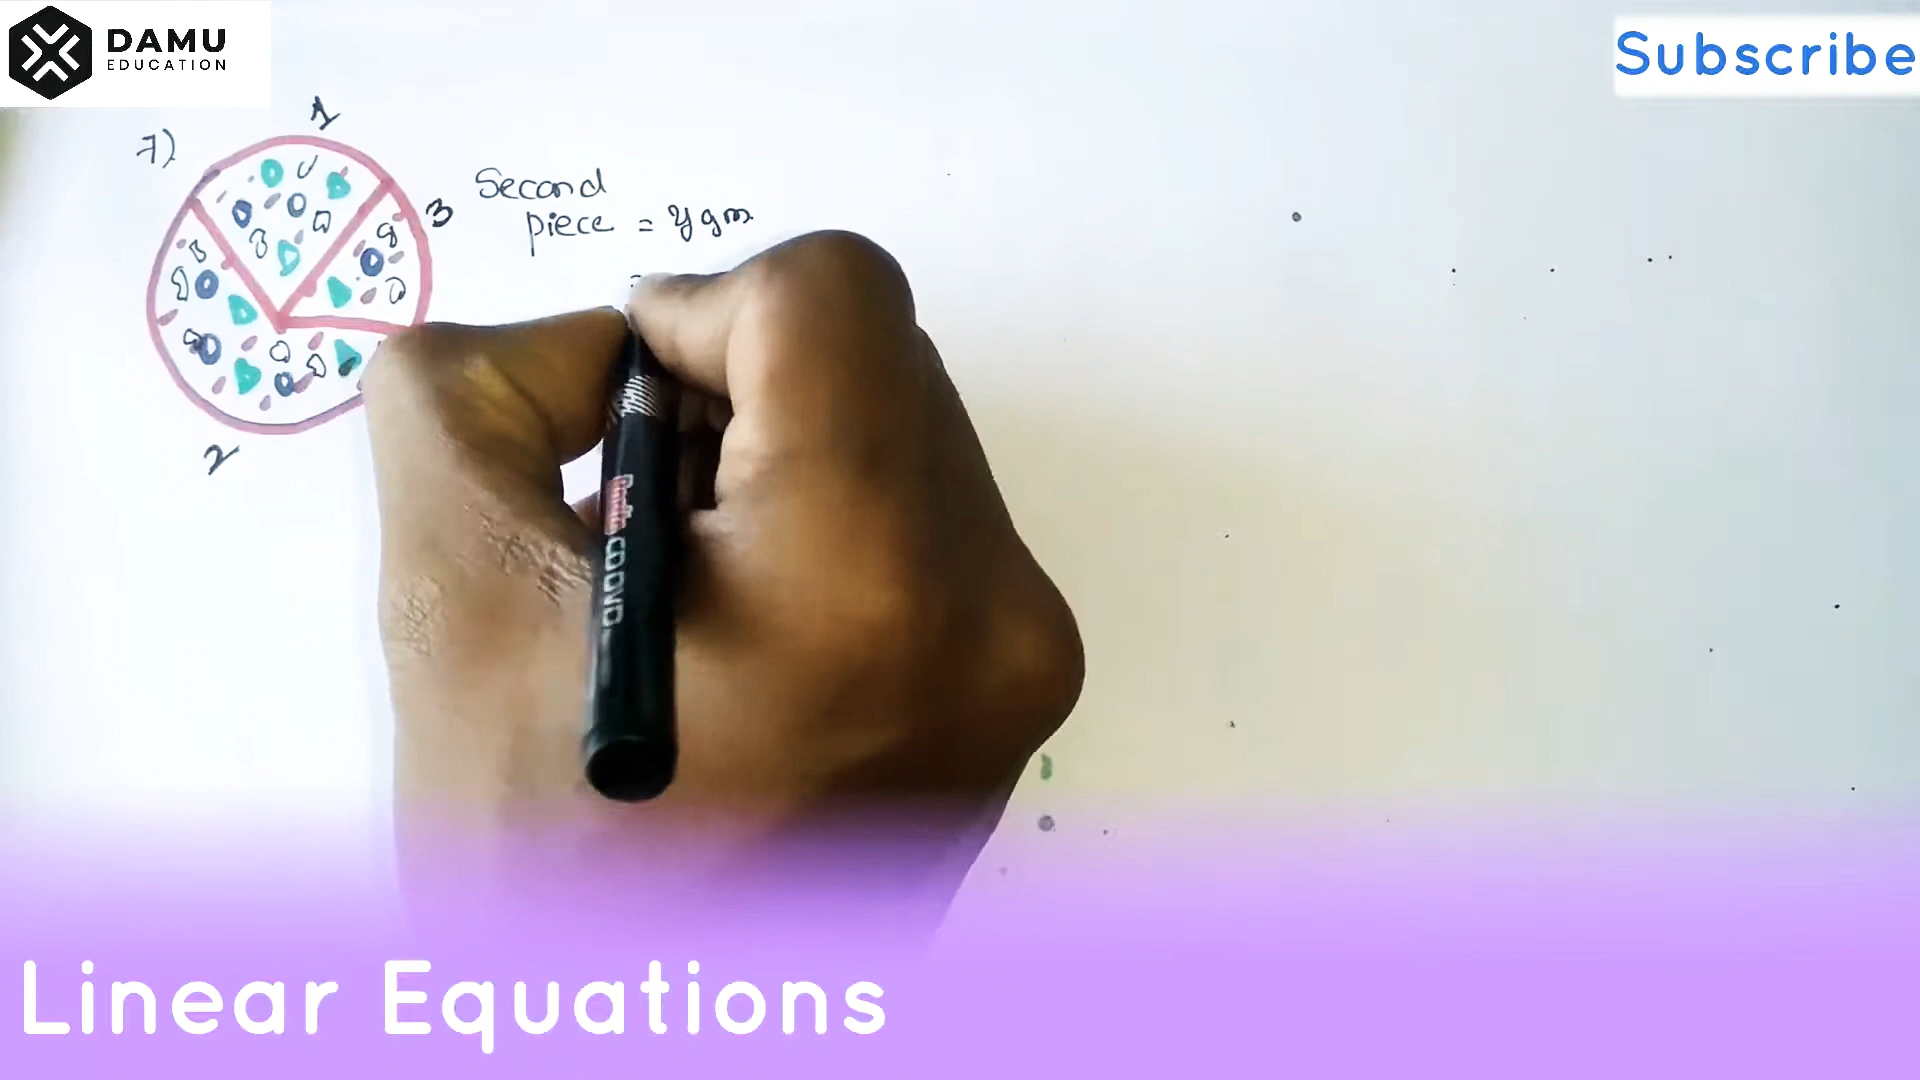 DAMU
EDUCATION
Subscribe
7)
1
3
2
Second
piece = y gm
Linear Equations